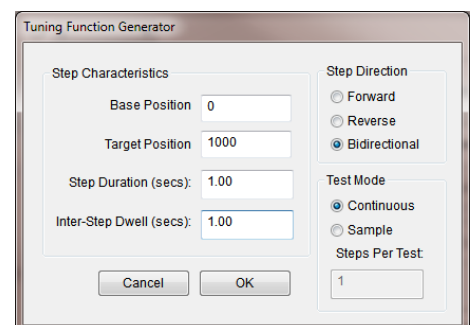 Tuning Function Generator
Step Characteristics
Base Position 0
Target Position 1000
Step Duration (secs): 1.00
Inter-Step Dwell (secs): 1.00
Cancel OK
Step Direction
Forward
Reverse
Bidirectional
Test Mode
Continuous
Sample
Steps Per Test:
1